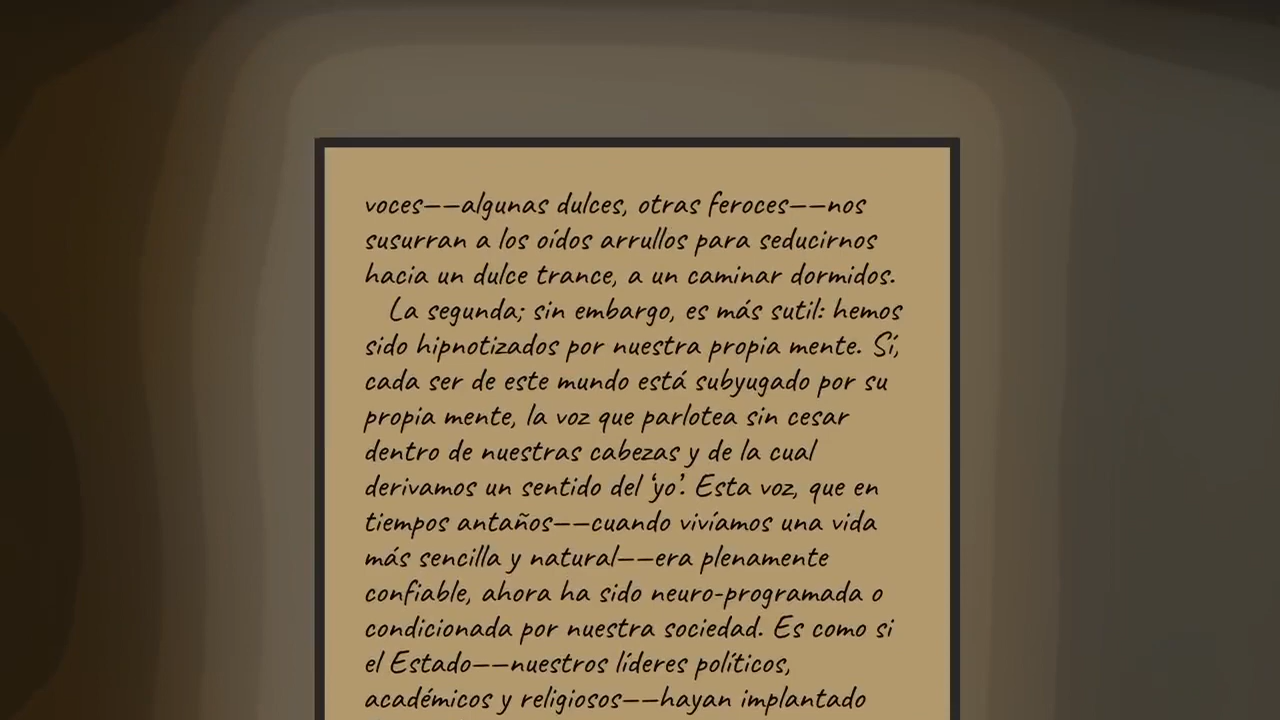 voces——algunas dulces, otras feroces——nos
susurran a los oídos arrullos para seducirnos
hacia un dulce trance, a un caminar dormidos.
La segunda; sin embargo, es más sutil: hemos
sido hipnotizados por nuestra propia mente. Sí,
cada ser de este mundo está subyugado por su
propia mente, la voz que parlotea sin cesar
dentro de nuestras cabezas y de la cual
derivamos un sentido del ‘yo’. Esta voz, que en
tiempos antaños——cuando vivíamos una vida
más sencilla y natural——era plenamente
confiable, ahora ha sido neuro-programada o
condicionada por nuestra sociedad. Es como si
el Estado——nuestros líderes políticos,
académicos y religiosos——hayan implantado